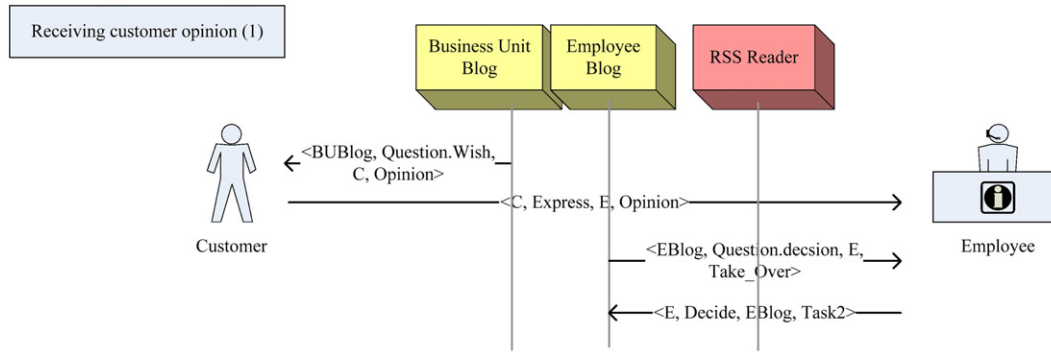 Receiving customer opinion (1)
Business Unit
Blog
Employee
Blog
RSS Reader
<BUBlog, Question.Wish,
C, Opinion>
<C, Express, E, Opinion>
Customer
Employee
<EBlog, Question.decsion, E,
Take_Over>
<E, Decide, EBlog, Task2>